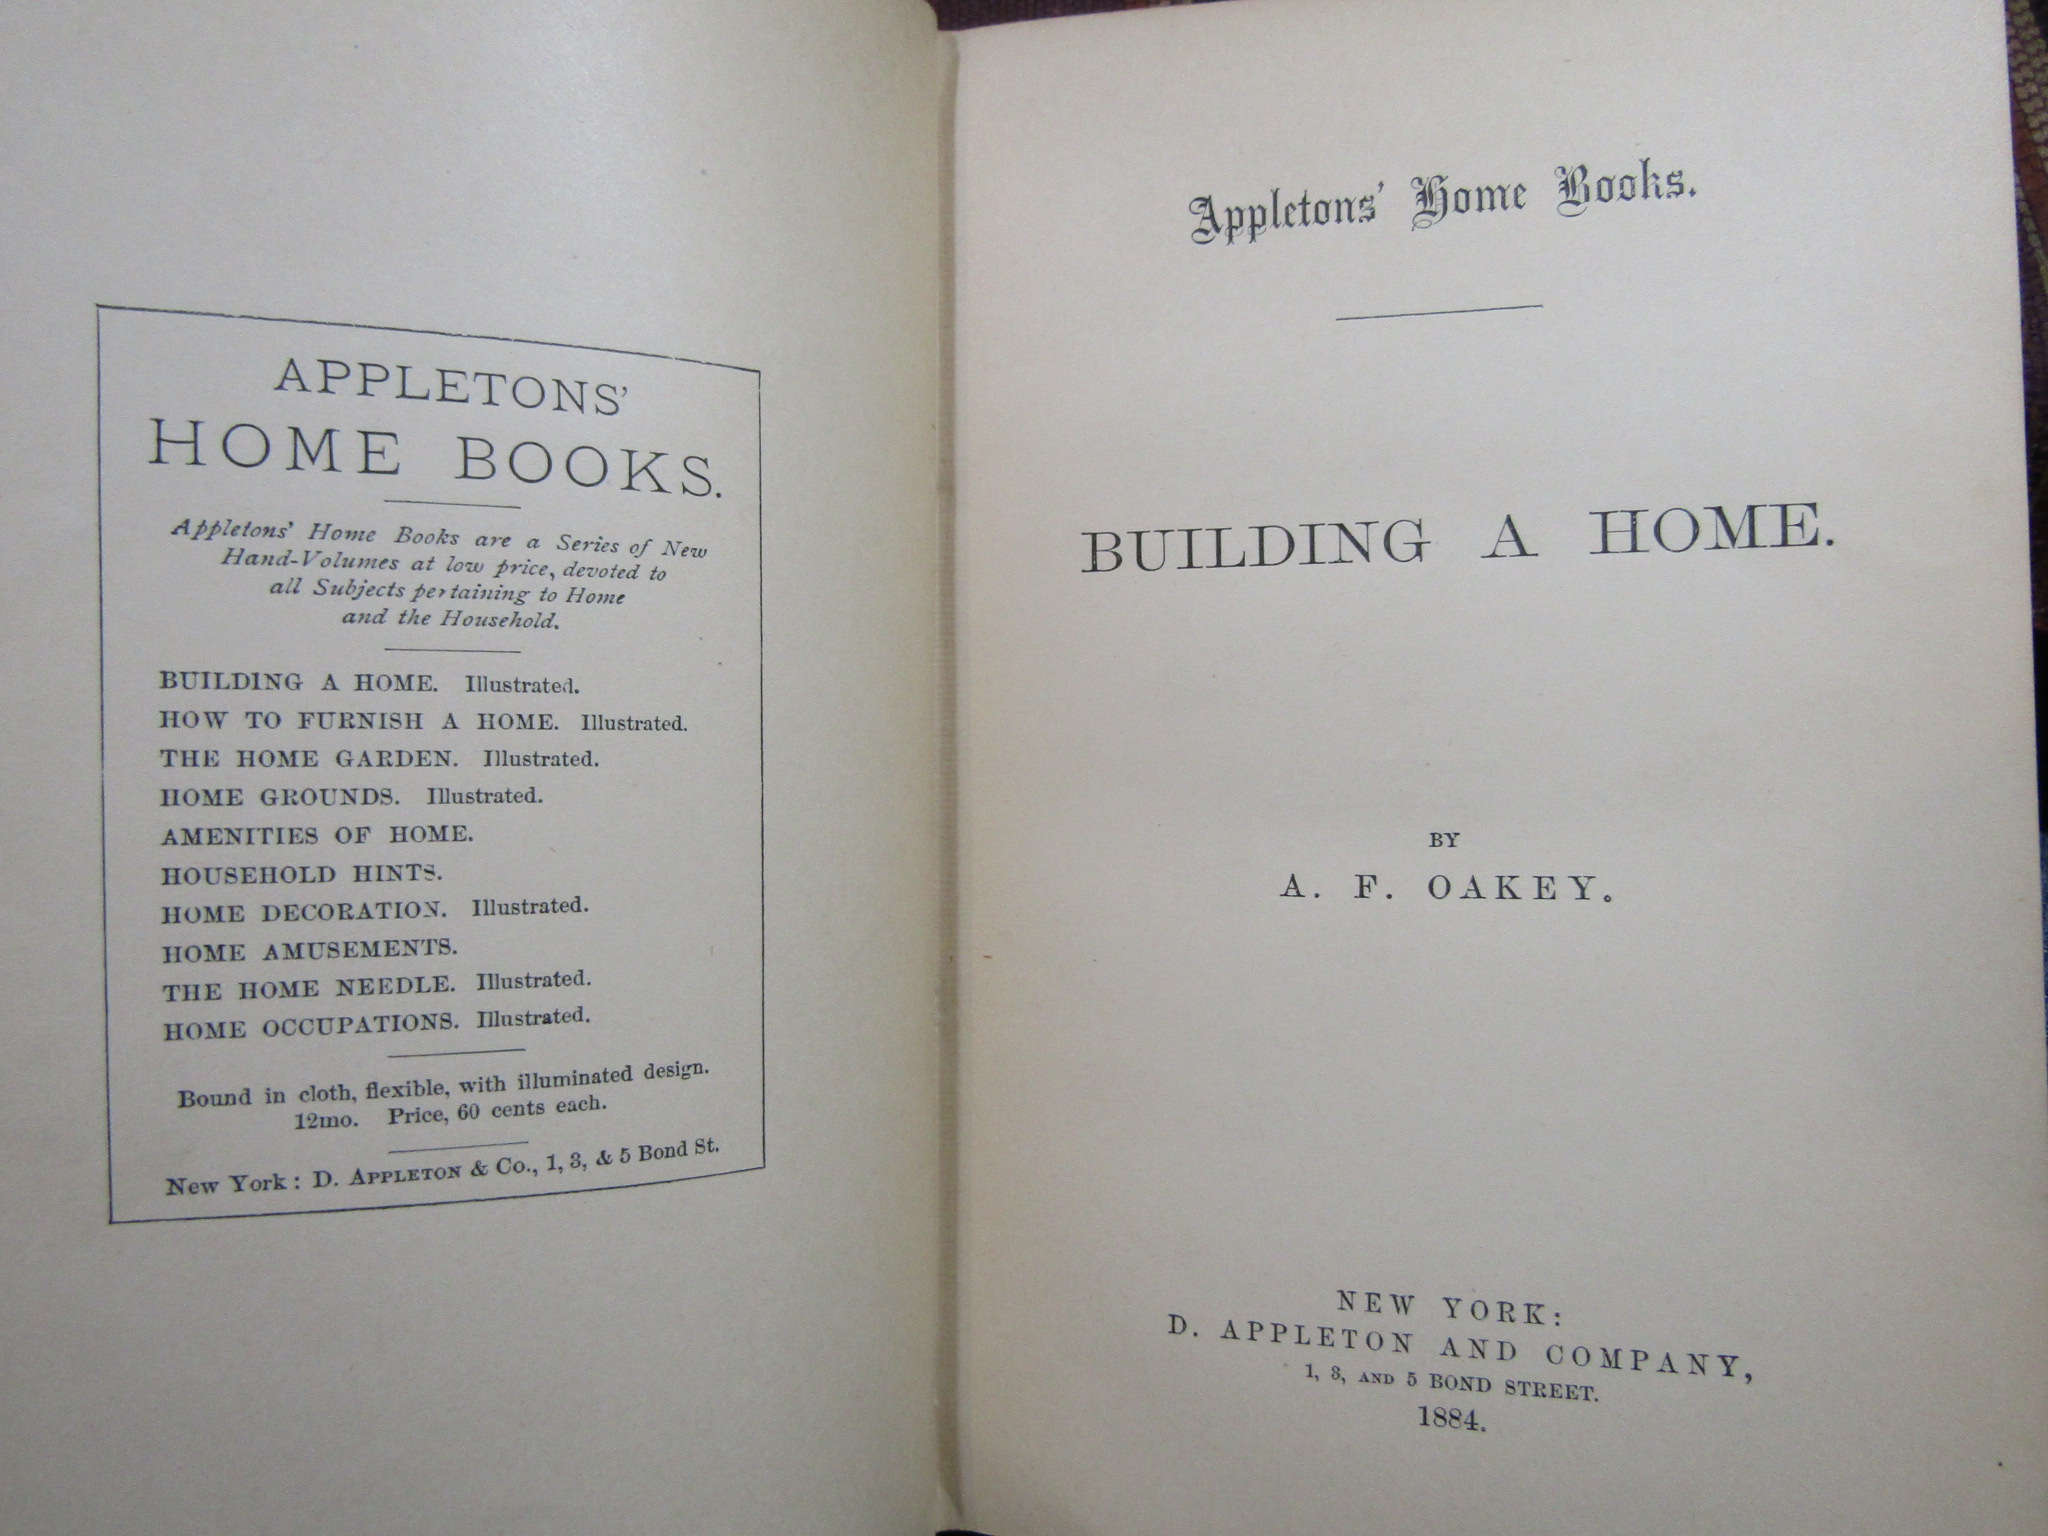 APPLETONS'
HOME BOOKS.
Appletons' Home Books are a Series of New
Hand-Volumes at low price, devoted to
all Subjects pertaining to Home
and the Household.
BUILDING A HOME. Illustrated.
HOW TO FURNISH A HOME. Illustrated.
THE HOME GARDEN. Illustrated.
HOME GROUNDS. Illustrated.
AMENITIES OF HOME.
HOUSEHOLD HINTS.
HOME DECORATION. Illustrated.
HOME AMUSEMENTS.
THE HOME NEEDLE. Illustrated.
HOME OCCUPATIONS. Illustrated.
Bound in cloth, flexible, with illuminated design.
12mo. Price, 60 cents each.
New York: D. APPLETON & Co., 1, 3, & 5 Bond St.
Appletons' Home Books.
BUILDING A HOME.
BY
A. F. OAKEY.
NEW YORK:
D. APPLETON AND COMPANY,
1, 3, AND 5 BOND STREET.
1884.